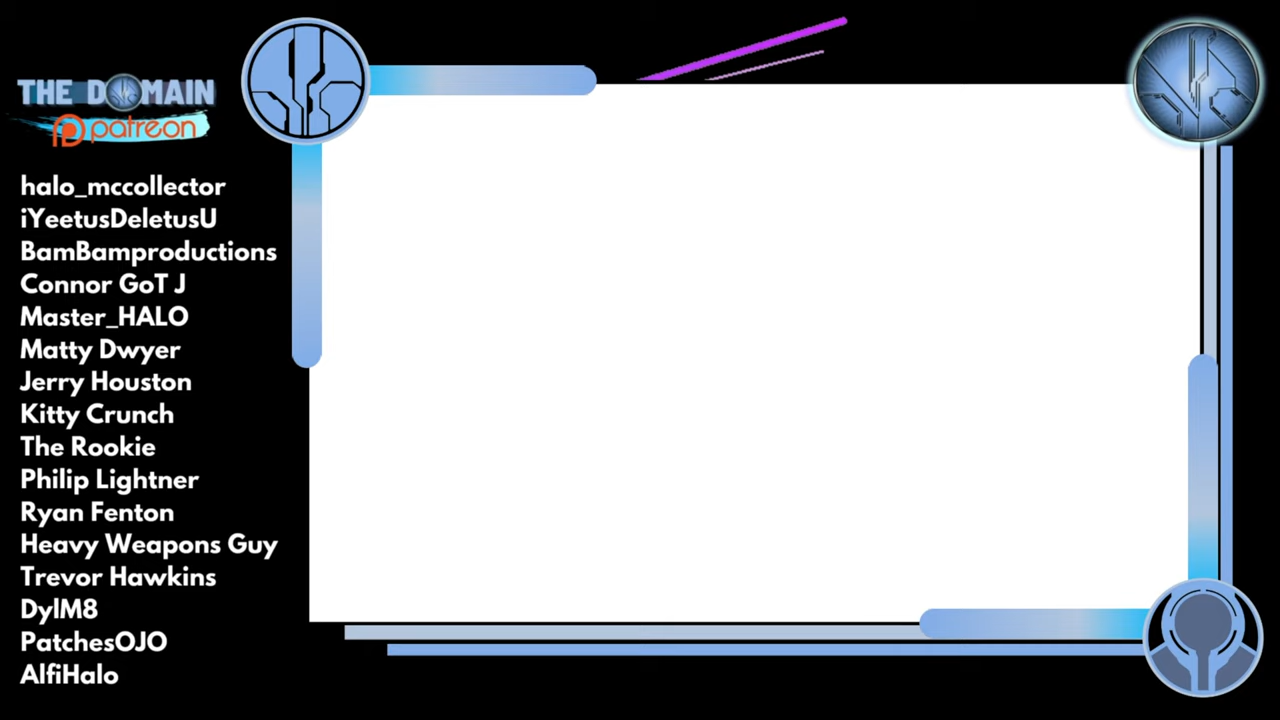 THE DOMAIN
patreon
halo_mccollector
iYeetusDeletusU
BamBamproductions
Connor GoT J
Master_HALO
Matty Dwyer
Jerry Houston
Kitty Crunch
The Rookie
Philip Lightner
Ryan Fenton
Heavy Weapons Guy
Trevor Hawkins
DylM8
PatchesOJO
AlfiHalo